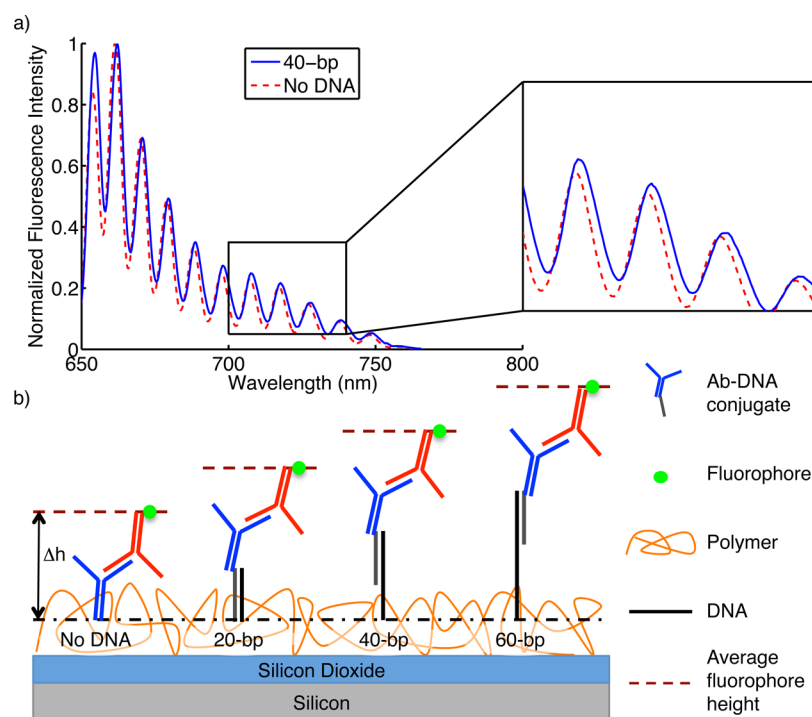 a)
Normalized Fluorescence Intensity
1
0.8
0.6
0.4
0.2
0
40-bp
No DNA
650
700
750
800
Wavelength (nm)
b)
Δh
No DNA
20-bp
40-bp
60-bp
Silicon Dioxide
Silicon
Ab-DNA
conjugate
Fluorophore
Polymer
DNA
Average
fluorophore
height